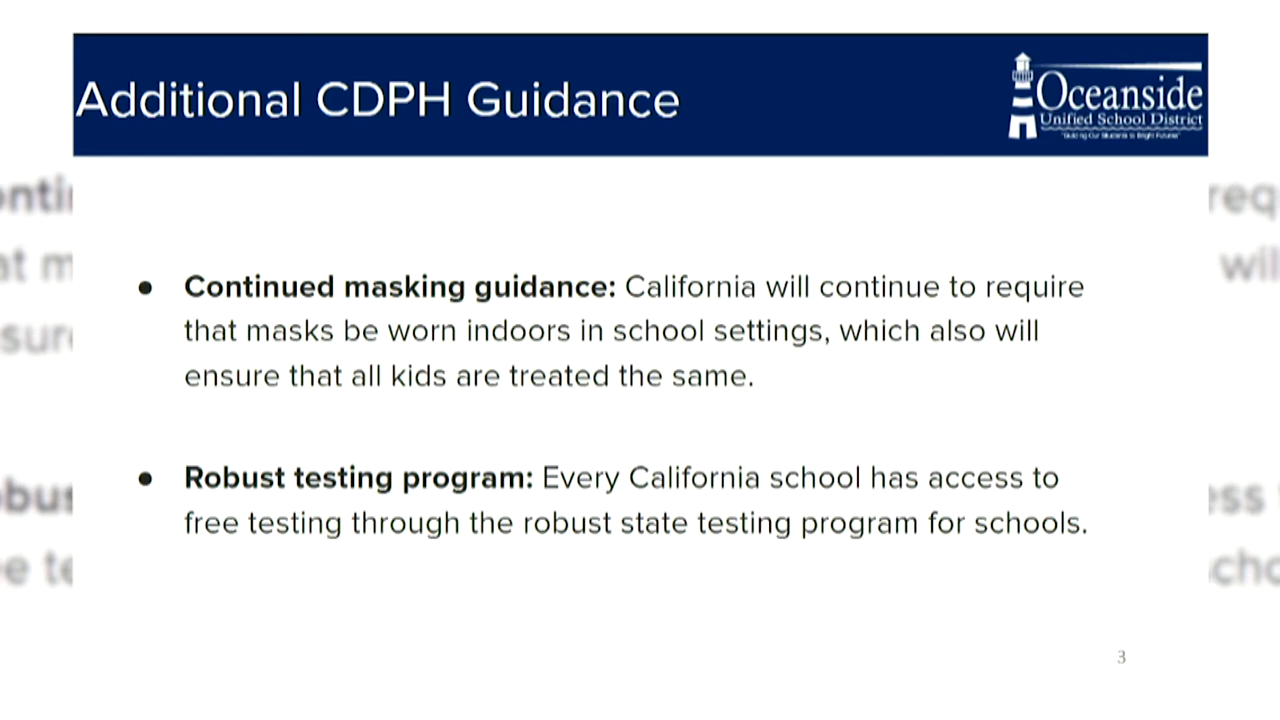 Additional CDPH Guidance
Oceanside
Unified School District
● Continued masking guidance: California will continue to require
that masks be worn indoors in school settings, which also will
ensure that all kids are treated the same.
● Robust testing program: Every California school has access to
free testing through the robust state testing program for schools.
3